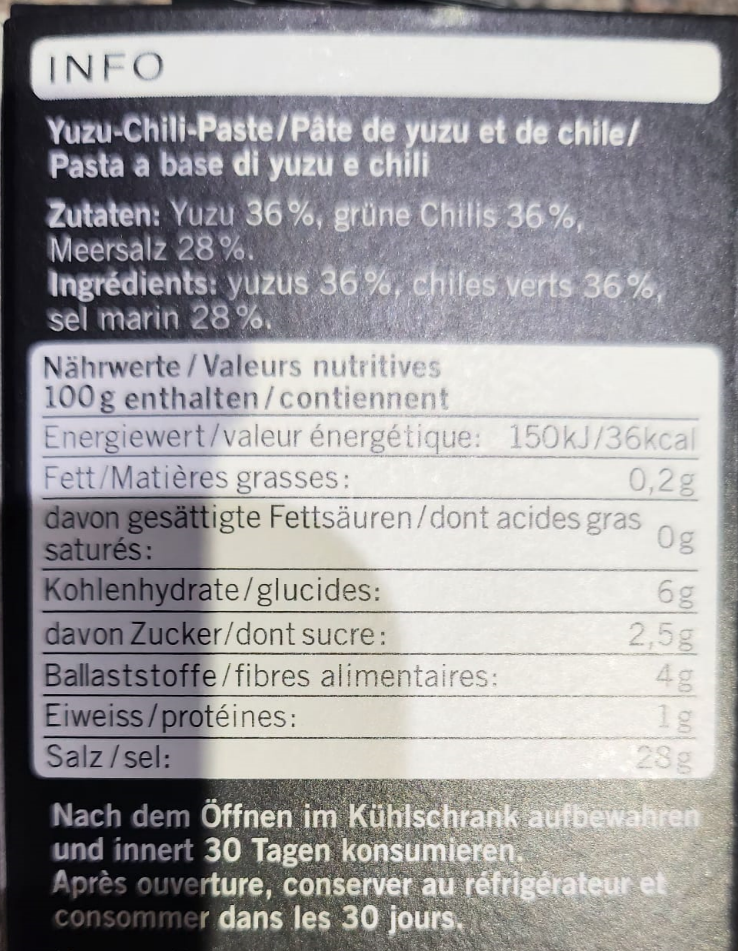 INFO
Yuzu-Chili-Paste/Pâte de yuzu et de chile/
Pasta a base di yuzu e chili
Zutaten: Yuzu 36%, grüne Chilis 36%,
Meersalz 28%.
Ingrédients: yuzus 36%, chiles verts 36%,
sel marin 28%.
Nährwerte / Valeurs nutritives
100g enthalten / contiennent
Energiewert/valeur énergétique: 150kJ/36kcal
Fett/Matières grasses: 0,2g
davon gesättigte Fettsäuren/dont acides gras
saturés: 0g
Kohlenhydrate/glucides: 6g
davon Zucker/dont sucre: 2,5g
Ballaststoffe/fibres alimentaires: 4g
Eiweiss/protéines: 1g
Salz/sel: 28g
Nach dem Öffnen im Kühlschrank aufbewahren
und innert 30 Tagen konsumieren.
Après ouverture, conserver au réfrigérateur et
consommer dans les 30 jours.